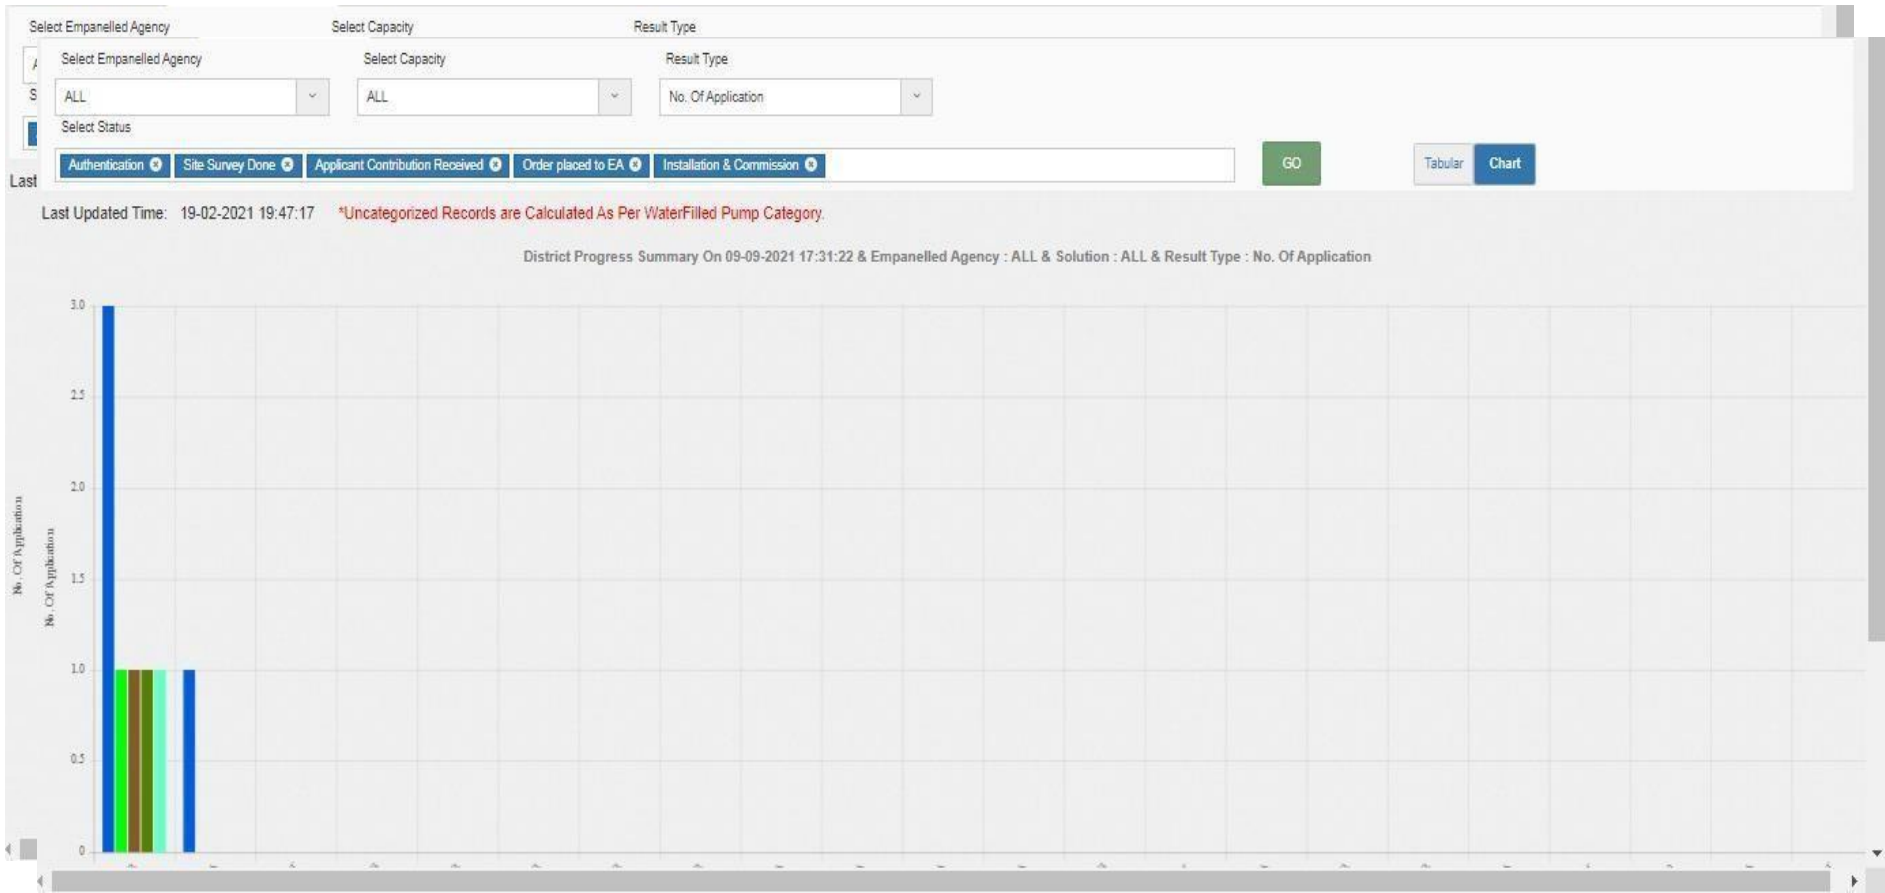 Select Empanelled Agency Select Capacity Result Type
Select Empanelled Agency Select Capacity Result Type
ALL ALL No. Of Application
S
Select Status
Authentication Site Survey Done Applicant Contribution Received Order placed to EA Installation & Commission GO Tabular Chart
Last
Last Updated Time: 19-02-2021 19:47:17 *Uncategorized Records are Calculated As Per WaterFilled Pump Category.
District Progress Summary On 09-09-2021 17:31:22 & Empanelled Agency : ALL & Solution : ALL & Result Type : No. Of Application
3.0
2.5
2.0
No. Of Application
No. Of Application
1.5
1.0
0.5
0